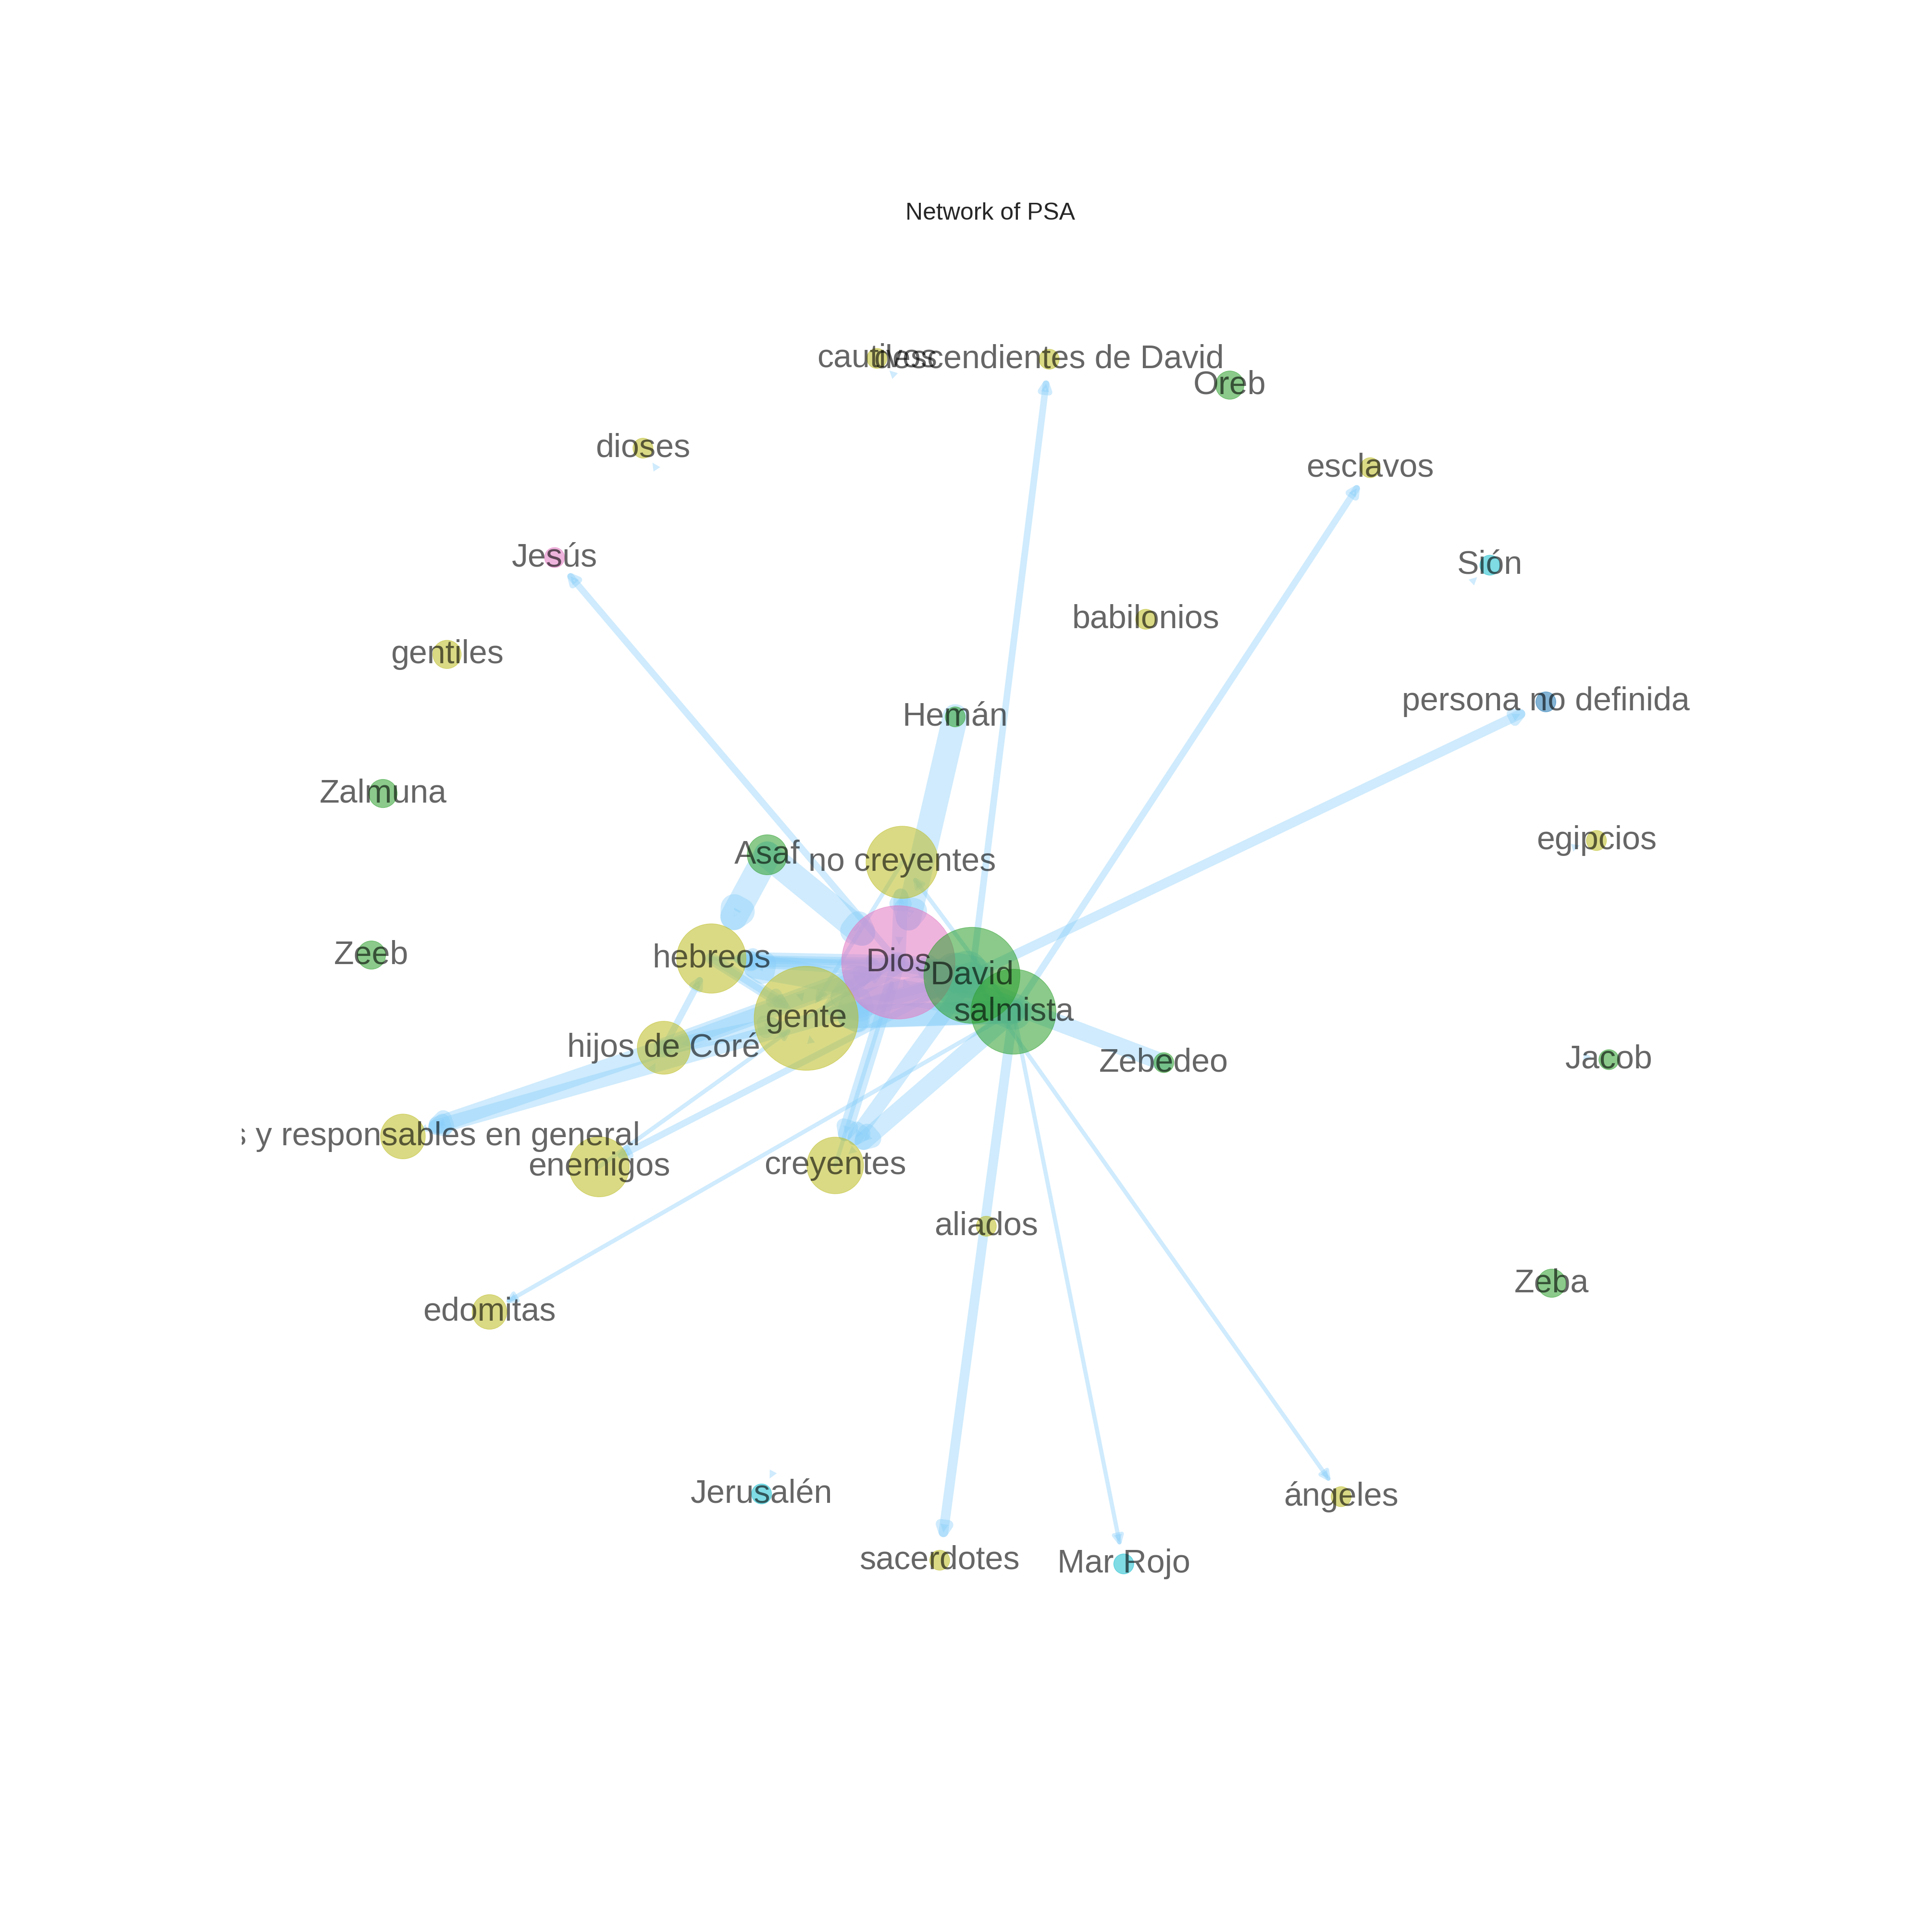 Network of PSA
cautivos
descendientes de David
Oreb
dioses
esclavos
Jesús
Sión
babilonios
gentiles
persona no definida
Hemán
Zalmuna
egipcios
Asaf
no creyentes
Zeeb
hebreos
Dios
David
salmista
gente
hijos de Coré
Zebedeo
Jacob
s y responsables en general
enemigos
creyentes
aliados
Zeba
edomitas
Jerusalén
ángeles
sacerdotes
Mar Rojo